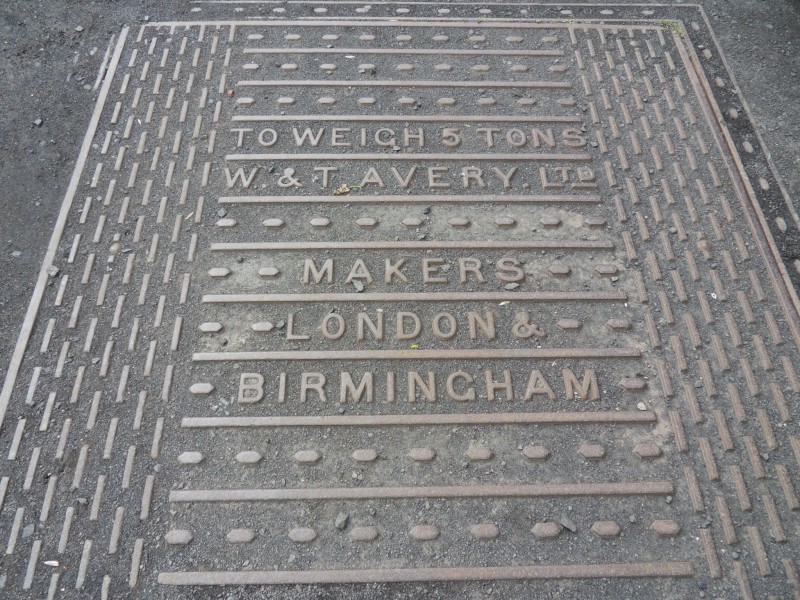 TO WEIGH 5 TONS
W. & T. AVERY. LTD
MAKERS
LONDON &
BIRMINGHAM